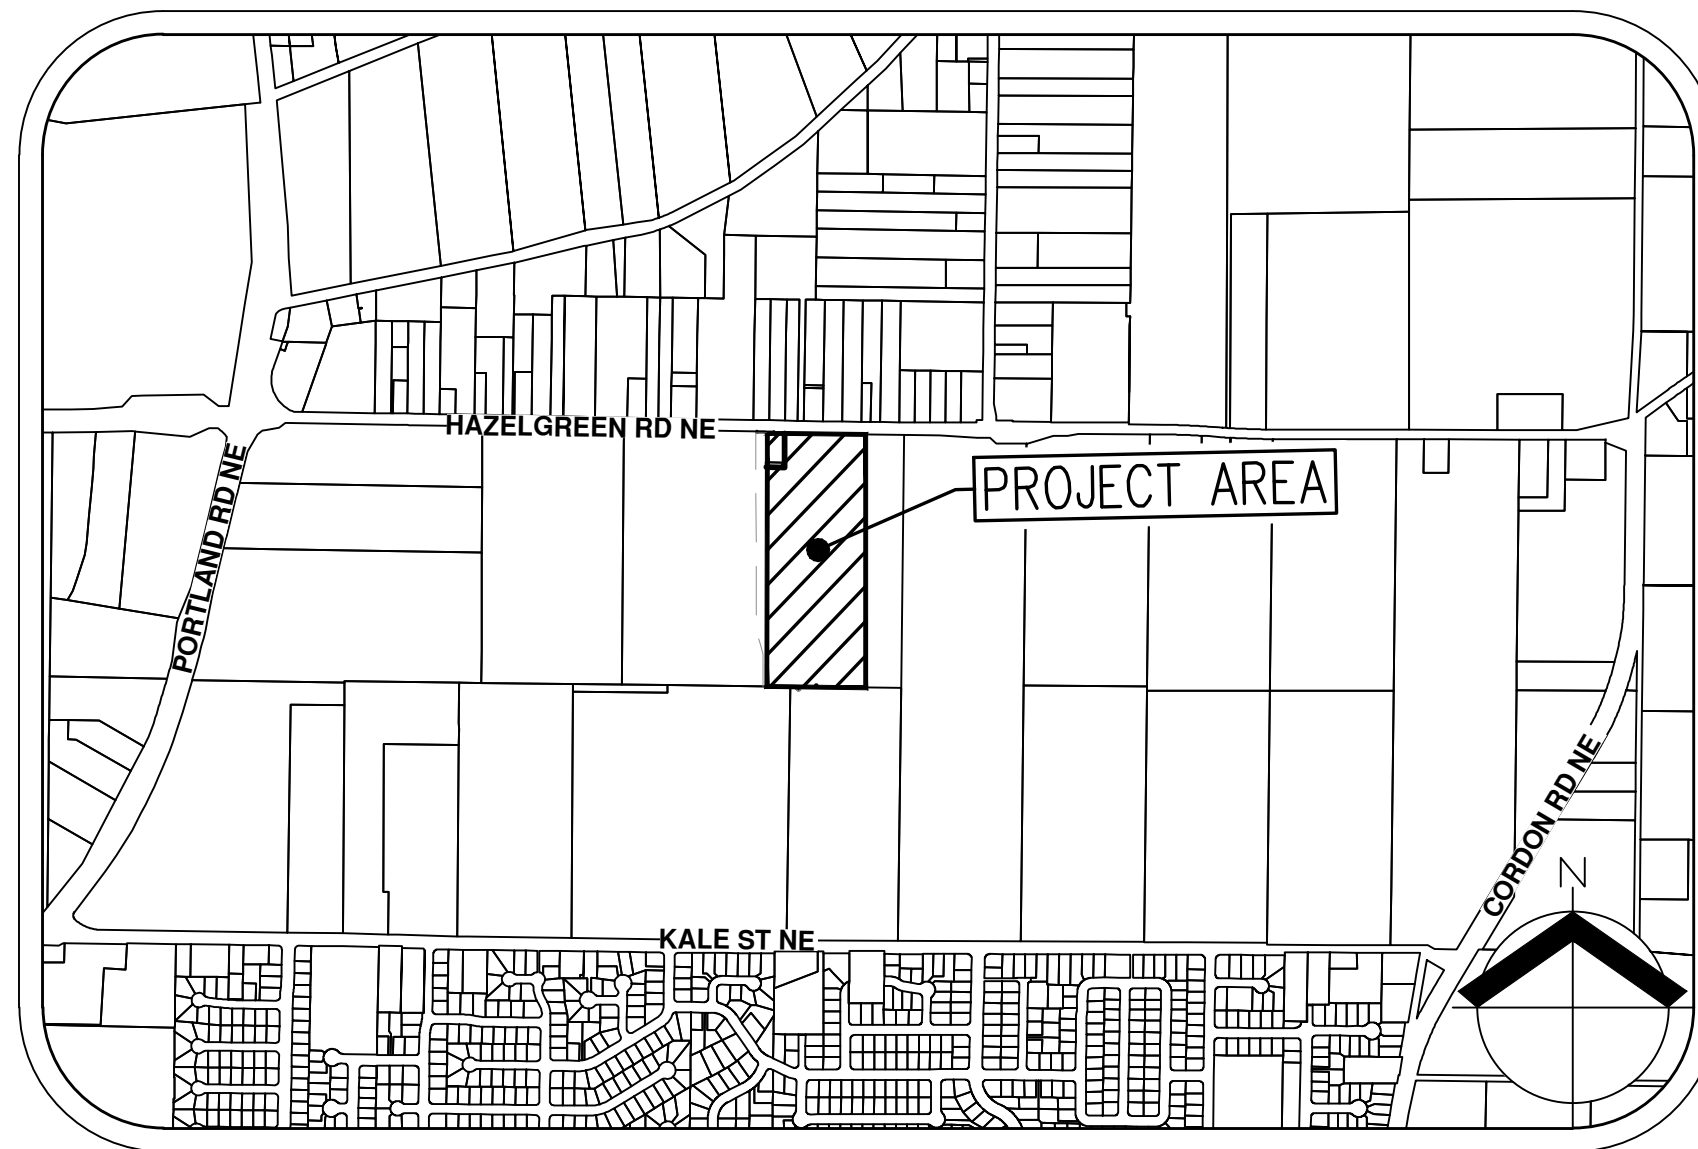 HAZELGREEN RD NE
PORTLAND RD NE
PROJECT AREA
CORDON RD NE
N
KALE ST NE